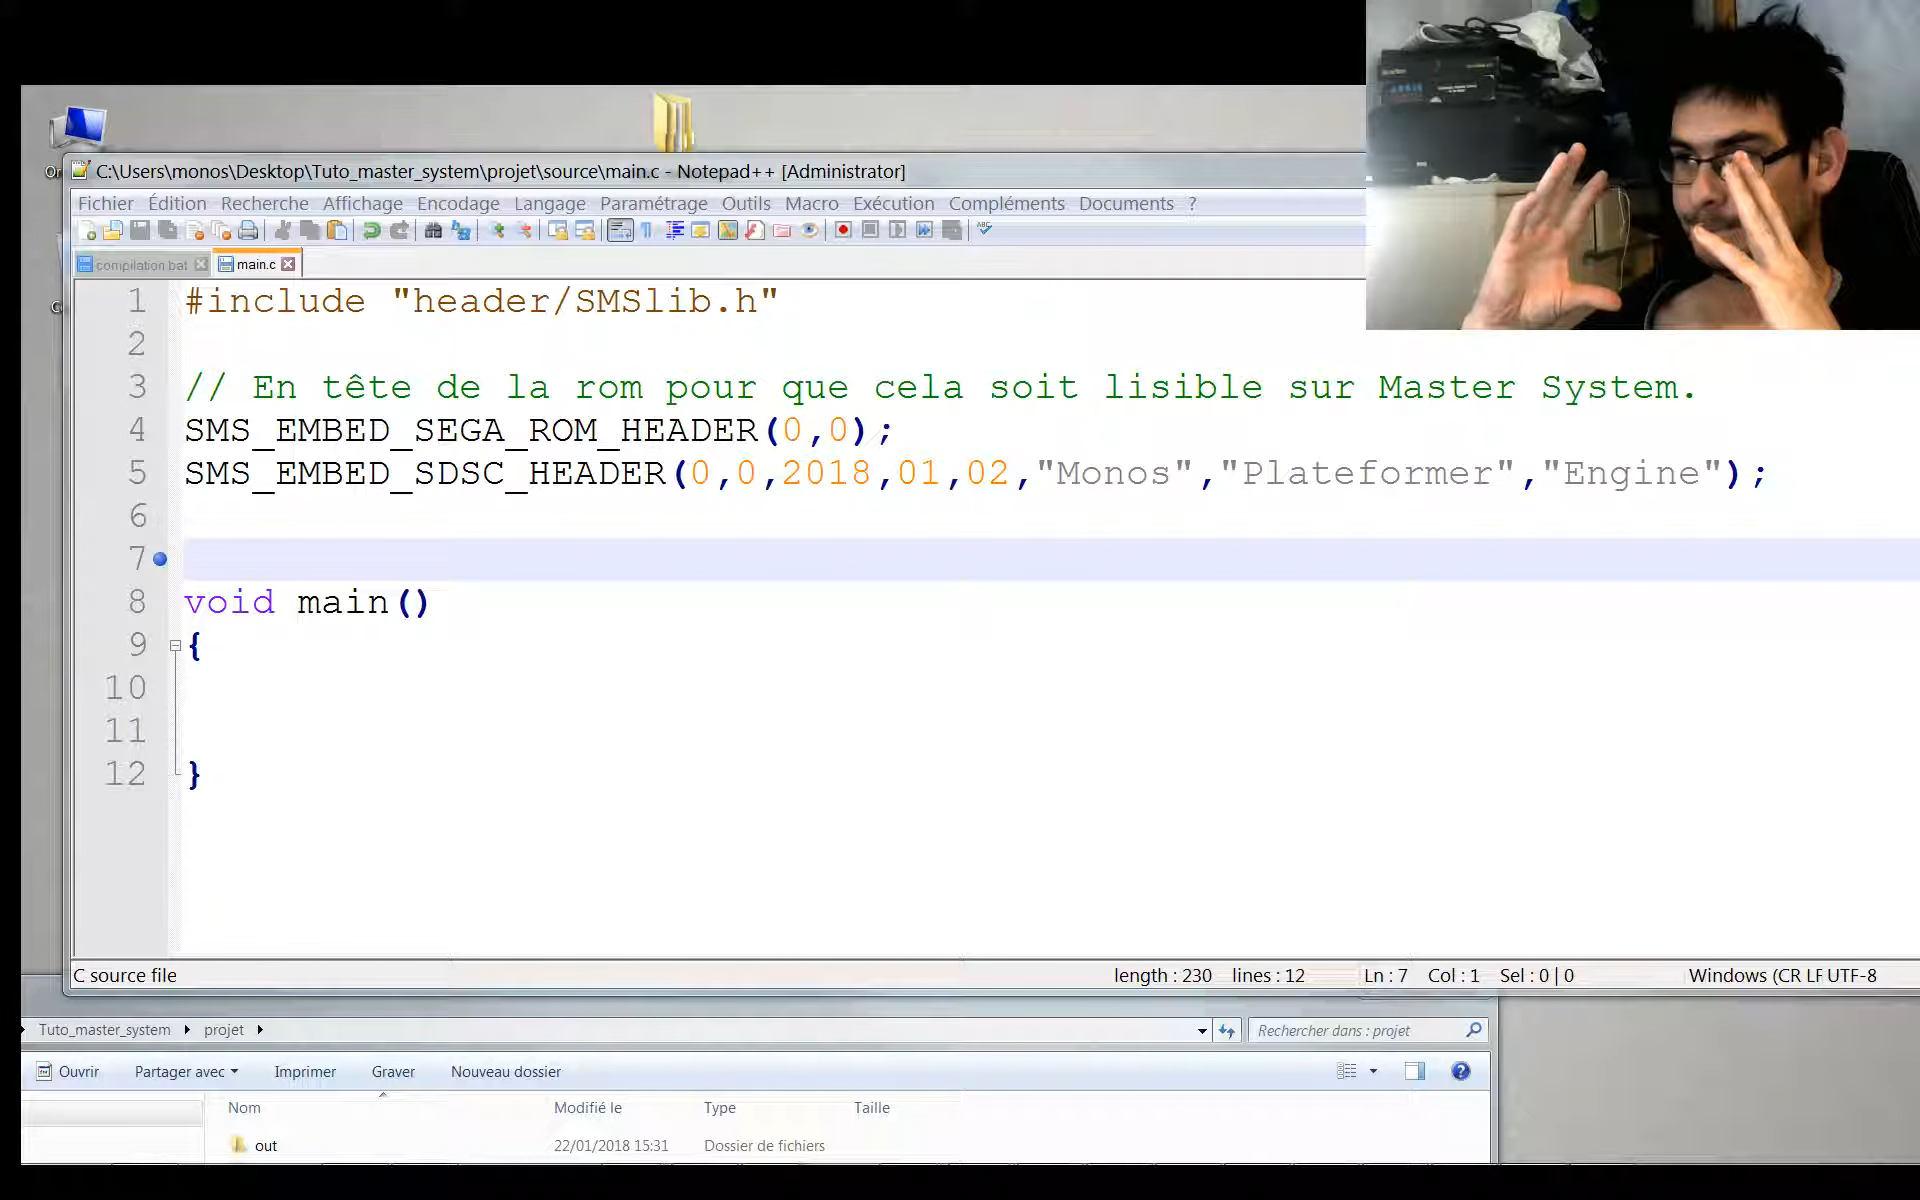 C:\Users\monos\Desktop\Tuto_master_system\projet\source\main.c - Notepad++ [Administrator]
Fichier Édition Recherche Affichage Encodage Langage Paramétrage Outils Macro Exécution Compléments Documents ?
compilation.bat main.c
1 #include "header/SMSlib.h"
2
3 // En tête de la rom pour que cela soit lisible sur Master System.
4 SMS_EMBED_SEGA_ROM_HEADER(0,0);
5 SMS_EMBED_SDSC_HEADER(0,0,2018,01,02,"Monos","Plateformer","Engine");
6
7
8 void main()
9 {
10
11
12 }
C source file length : 230 lines : 12 Ln : 7 Col : 1 Sel : 0 | 0 Windows (CR LF UTF-8
Tuto_master_system projet Rechercher dans : projet
Ouvrir Partager avec Imprimer Graver Nouveau dossier
Nom Modifié le Type Taille
out 22/01/2018 15:31 Dossier de fichiers